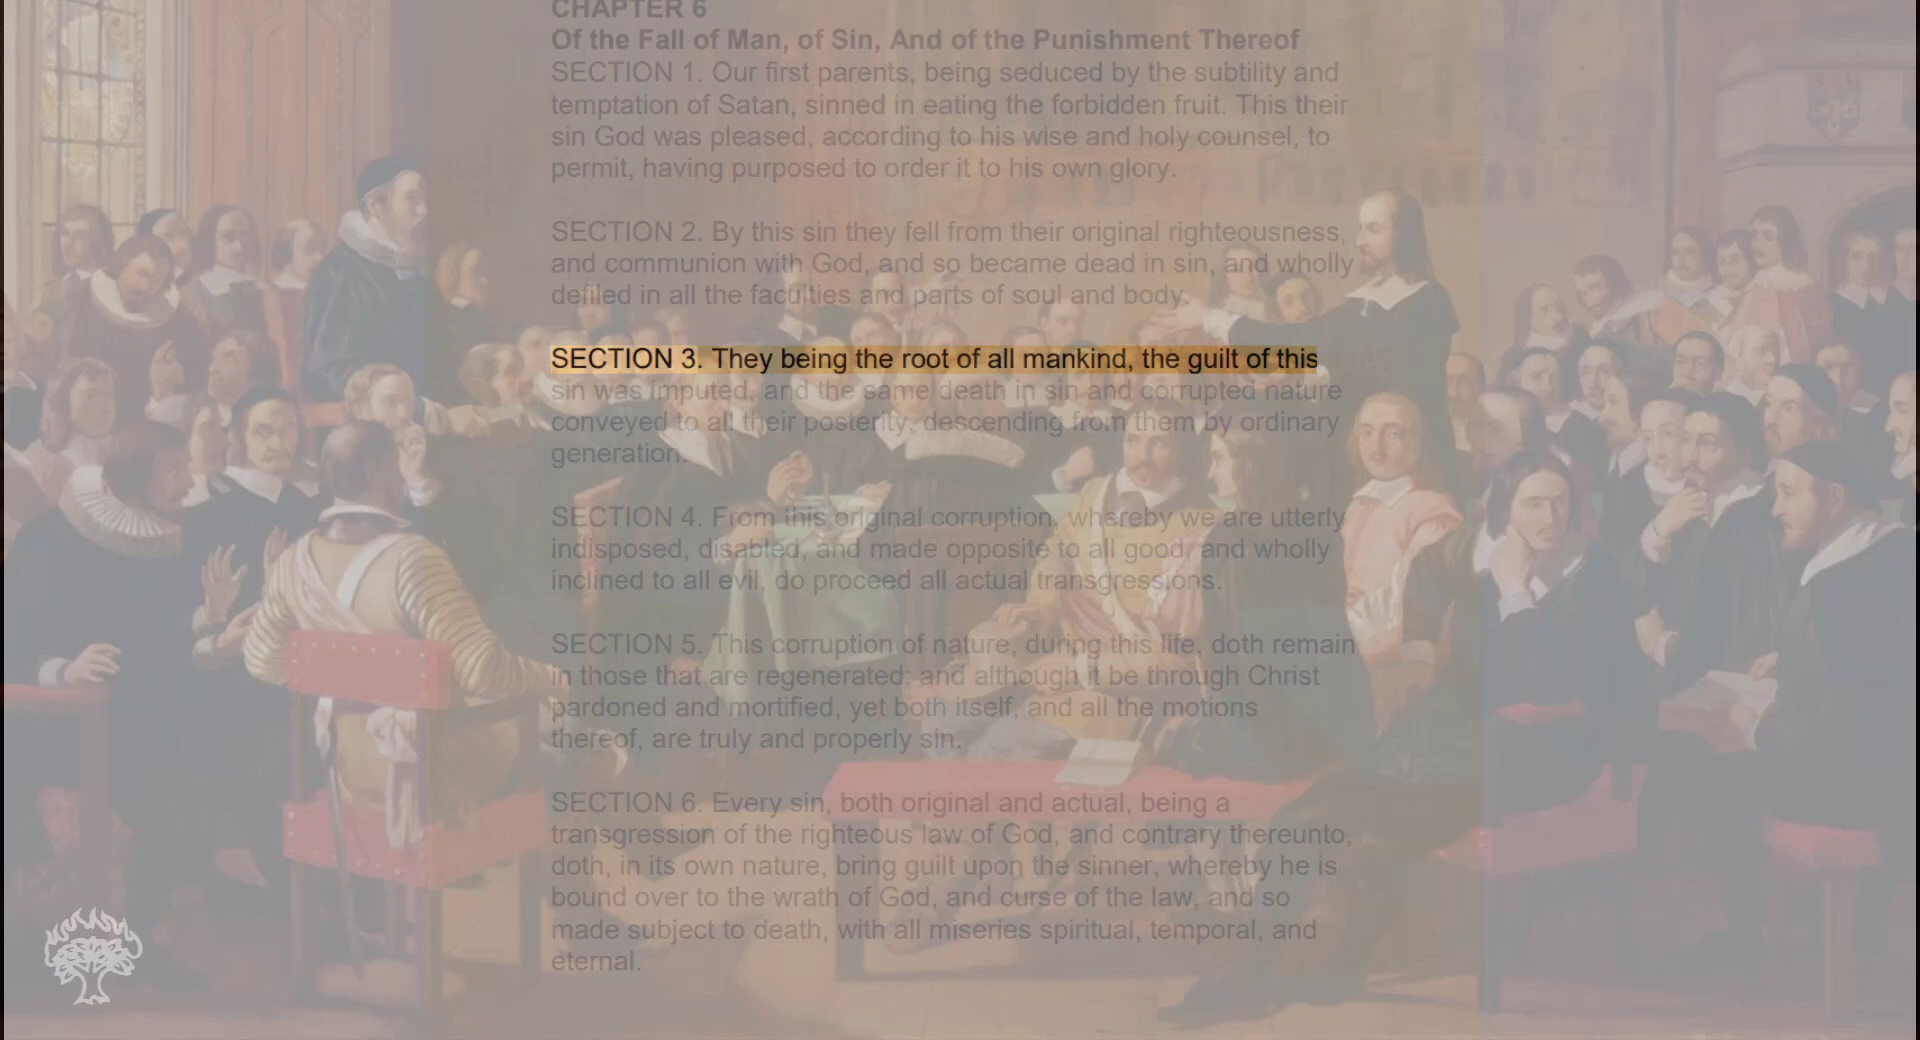 CHAPTER 6
Of the Fall of Man, of Sin, And of the Punishment Thereof
SECTION 1. Our first parents, being seduced by the subtility and
temptation of Satan, sinned in eating the forbidden fruit. This their
sin God was pleased, according to his wise and holy counsel, to
permit, having purposed to order it to his own glory.
SECTION 2. By this sin they fell from their original righteousness,
and communion with God, and so became dead in sin, and wholly
defiled in all the faculties and parts of soul and body.
SECTION 3. They being the root of all mankind, the guilt of this
sin was imputed, and the same death in sin and corrupted nature
conveyed to all their posterity, descending from them by ordinary
generation.
SECTION 4. From this original corruption, whereby we are utterly
indisposed, disabled, and made opposite to all good, and wholly
inclined to all evil, do proceed all actual transgressions.
SECTION 5. This corruption of nature, during this life, doth remain
in those that are regenerated: and although it be through Christ
pardoned and mortified, yet both itself, and all the motions
thereof, are truly and properly sin.
SECTION 6. Every sin, both original and actual, being a
transgression of the righteous law of God, and contrary thereunto,
doth, in its own nature, bring guilt upon the sinner, whereby he is
bound over to the wrath of God, and curse of the law, and so
made subject to death, with all miseries spiritual, temporal, and
eternal.